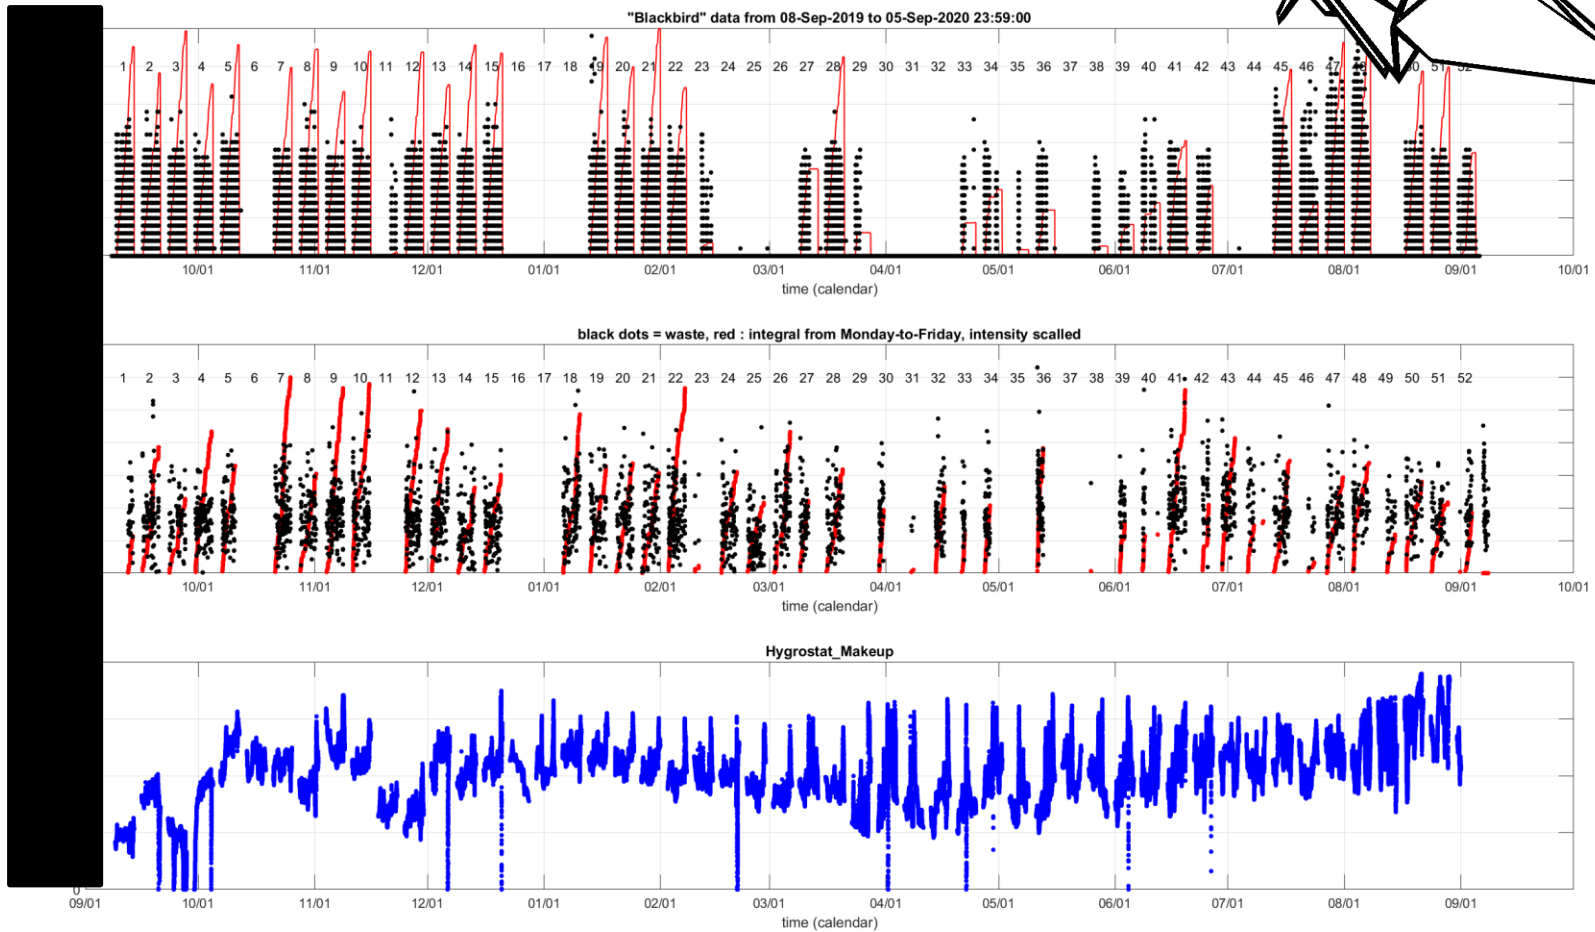 "Blackbird" data from 08-Sep-2019 to 05-Sep-2020 23:59:00
1 2 3 4 5 6 7 8 9 10 11 12 13 14 15 16 17 18 19 20 21 22 23 24 25 26 27 28 29 30 31 32 33 34 35 36 37 38 39 40 41 42 43 44 45 46 47 51
10/01 11/01 12/01 01/01 02/01 03/01 04/01 05/01 06/01 07/01 08/01 09/01 10/01
time (calendar)
black dots = waste, red : integral from Monday-to-Friday, intensity scalled
1 2 3 4 5 6 7 8 9 10 11 12 13 14 15 16 17 18 19 20 21 22 23 24 25 26 27 28 29 30 31 32 33 34 35 36 37 38 39 40 41 42 43 44 45 46 47 48 49 50 51 52
10/01 11/01 12/01 01/01 02/01 03/01 04/01 05/01 06/01 07/01 08/01 09/01 10/01
time (calendar)
Hygrostat_Makeup
0
09/01 10/01 11/01 12/01 01/01 02/01 03/01 04/01 05/01 06/01 07/01 08/01 09/01 10/01
time (calendar)